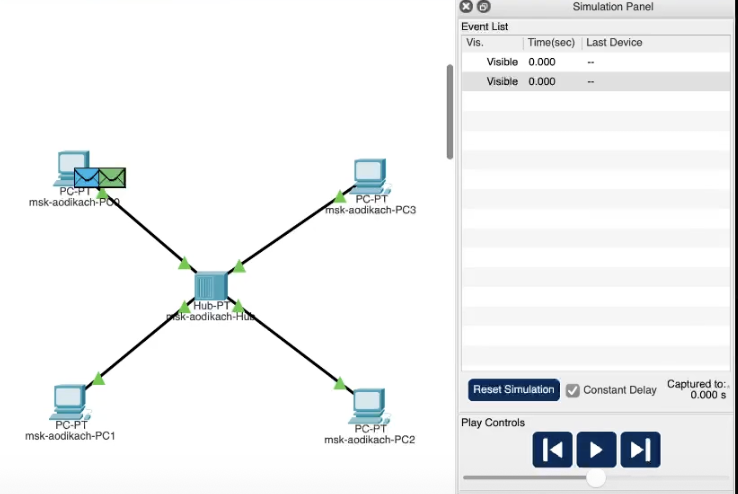 Simulation Panel
Event List
Vis. Time(sec) Last Device
Visible 0.000 --
Visible 0.000 --
PC-PT
msk-aodikach-PC0
PC-PT
msk-aodikach-PC3
Hub-PT
msk-aodikach-Hub
PC-PT
msk-aodikach-PC1
PC-PT
msk-aodikach-PC2
Reset Simulation Constant Delay Captured to:.
0.000 s
Play Controls